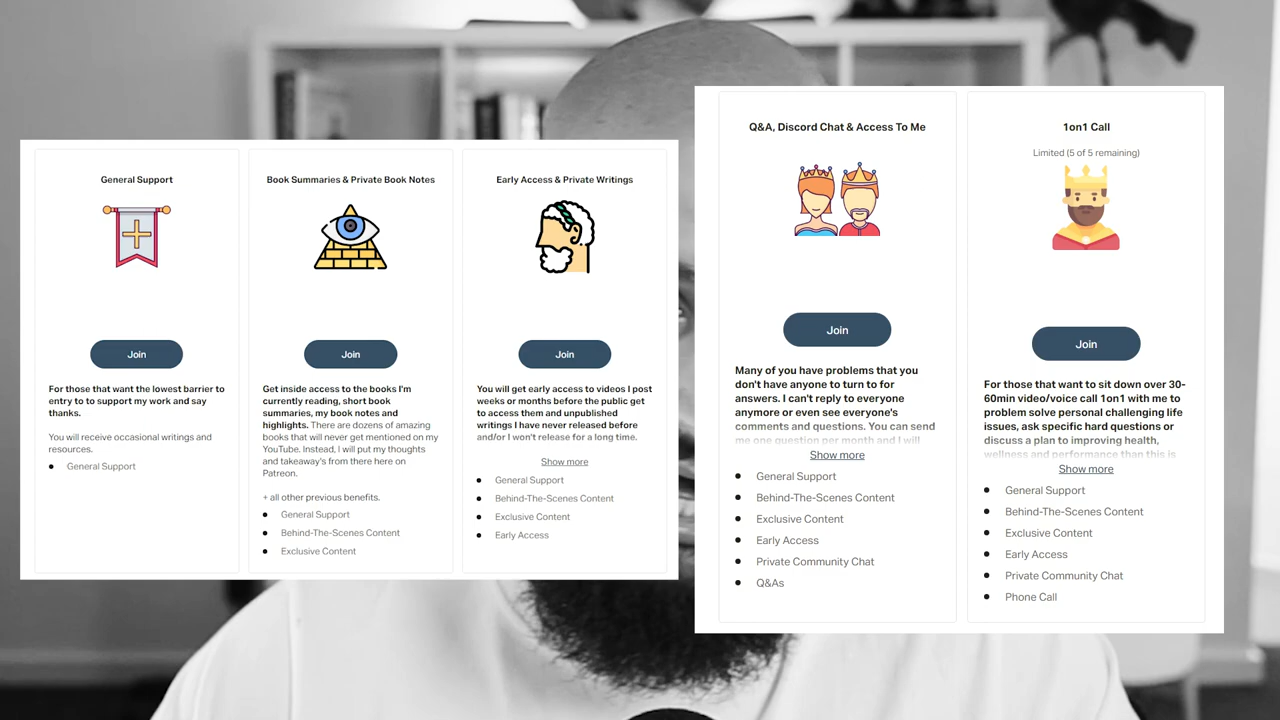 General Support
Join
For those that want the lowest barrier to
entry to to support my work and say
thanks.
You will receive occasional writings and
resources.
General Support
Book Summaries & Private Book Notes
Join
Get inside access to the books I'm
currently reading, short book
summaries, my book notes and
highlights. There are dozens of amazing
books that will never get mentioned on my
YouTube. Instead, I will put my thoughts
and takeaway's from there here on
Patreon.
+ all other previous benefits.
General Support
Behind-The-Scenes Content
Exclusive Content
Early Access & Private Writings
Join
You will get early access to videos I post
weeks or months before the public get
to access them and unpublished
writings I have never released before
and/or I won't release for a long time.
Show more
General Support
Behind-The-Scenes Content
Exclusive Content
Early Access
Q&A, Discord Chat & Access To Me
Join
Many of you have problems that you
don't have anyone to turn to for
answers. I can't reply to everyone
anymore or even see everyone's
comments and questions. You can send
me one question per month and I will
Show more
General Support
Behind-The-Scenes Content
Exclusive Content
Early Access
Private Community Chat
Q&As
1on1 Call
Limited (5 of 5 remaining)
Join
For those that want to sit down over 30-
60min video/voice call 1on1 with me to
problem solve personal challenging life
issues, ask specific hard questions or
discuss a plan to improving health,
wellness and performance than this is
Show more
General Support
Behind-The-Scenes Content
Exclusive Content
Early Access
Private Community Chat
Phone Call